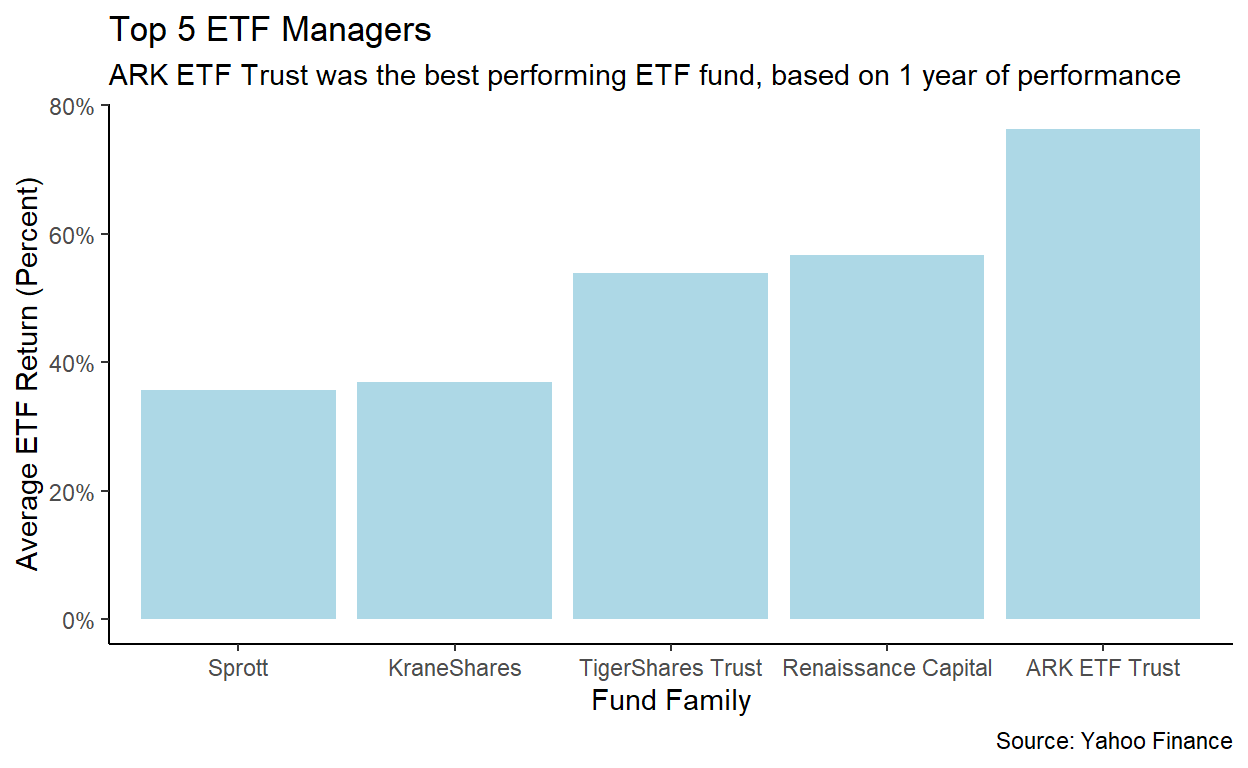 Top 5 ETF Managers
ARK ETF Trust was the best performing ETF fund, based on 1 year of performance
Average ETF Return (Percent)
80%
60%
40%
20%
0%
Sprott KraneShares TigerShares Trust Renaissance Capital ARK ETF Trust
Fund Family
Source: Yahoo Finance